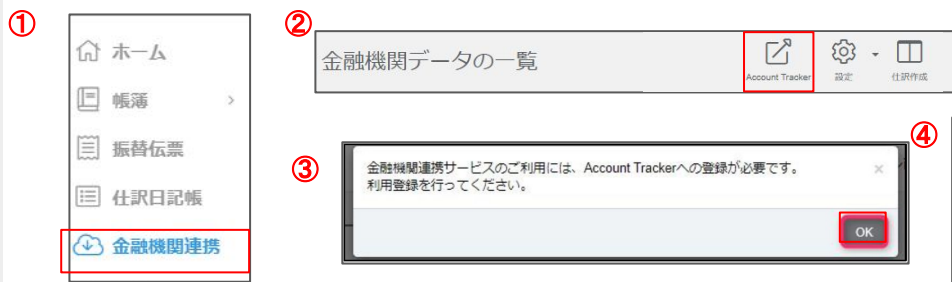 ①
ホーム
帳簿
振替伝票
仕訳日記帳
金融機関連携
②
金融機関データの一覧
Account Tracker
設定
仕訳作成
③
金融機関連携サービスのご利用には、Account Trackerへの登録が必要です。
利用登録を行ってください。
×
OK
④